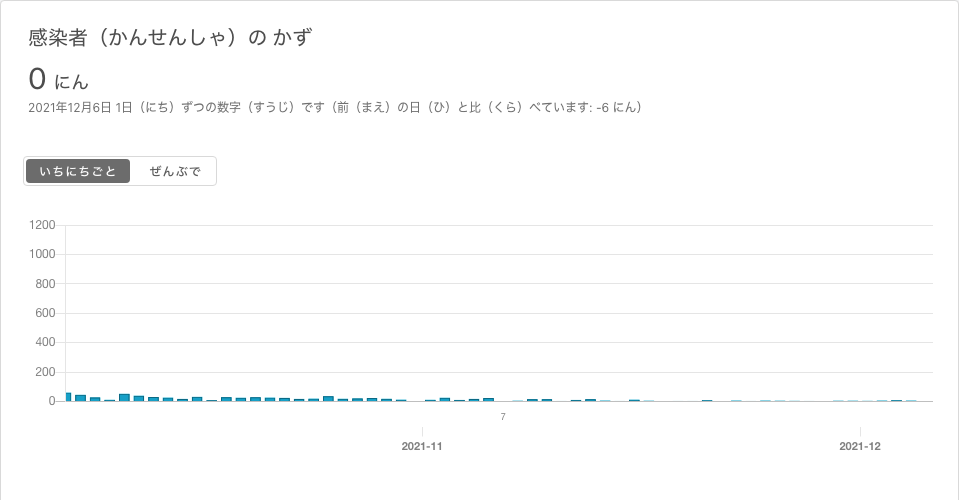 感染者（かんせんしゃ）の かず
0 にん
2021年12月6日 1日（にち）ずつの数字（すうじ）です（前（まえ）の日（ひ）と比（くら）べています: -6 にん）
いちにちごと ぜんぶで
1200
1000
800
600
400
200
0
7
2021-11 2021-12